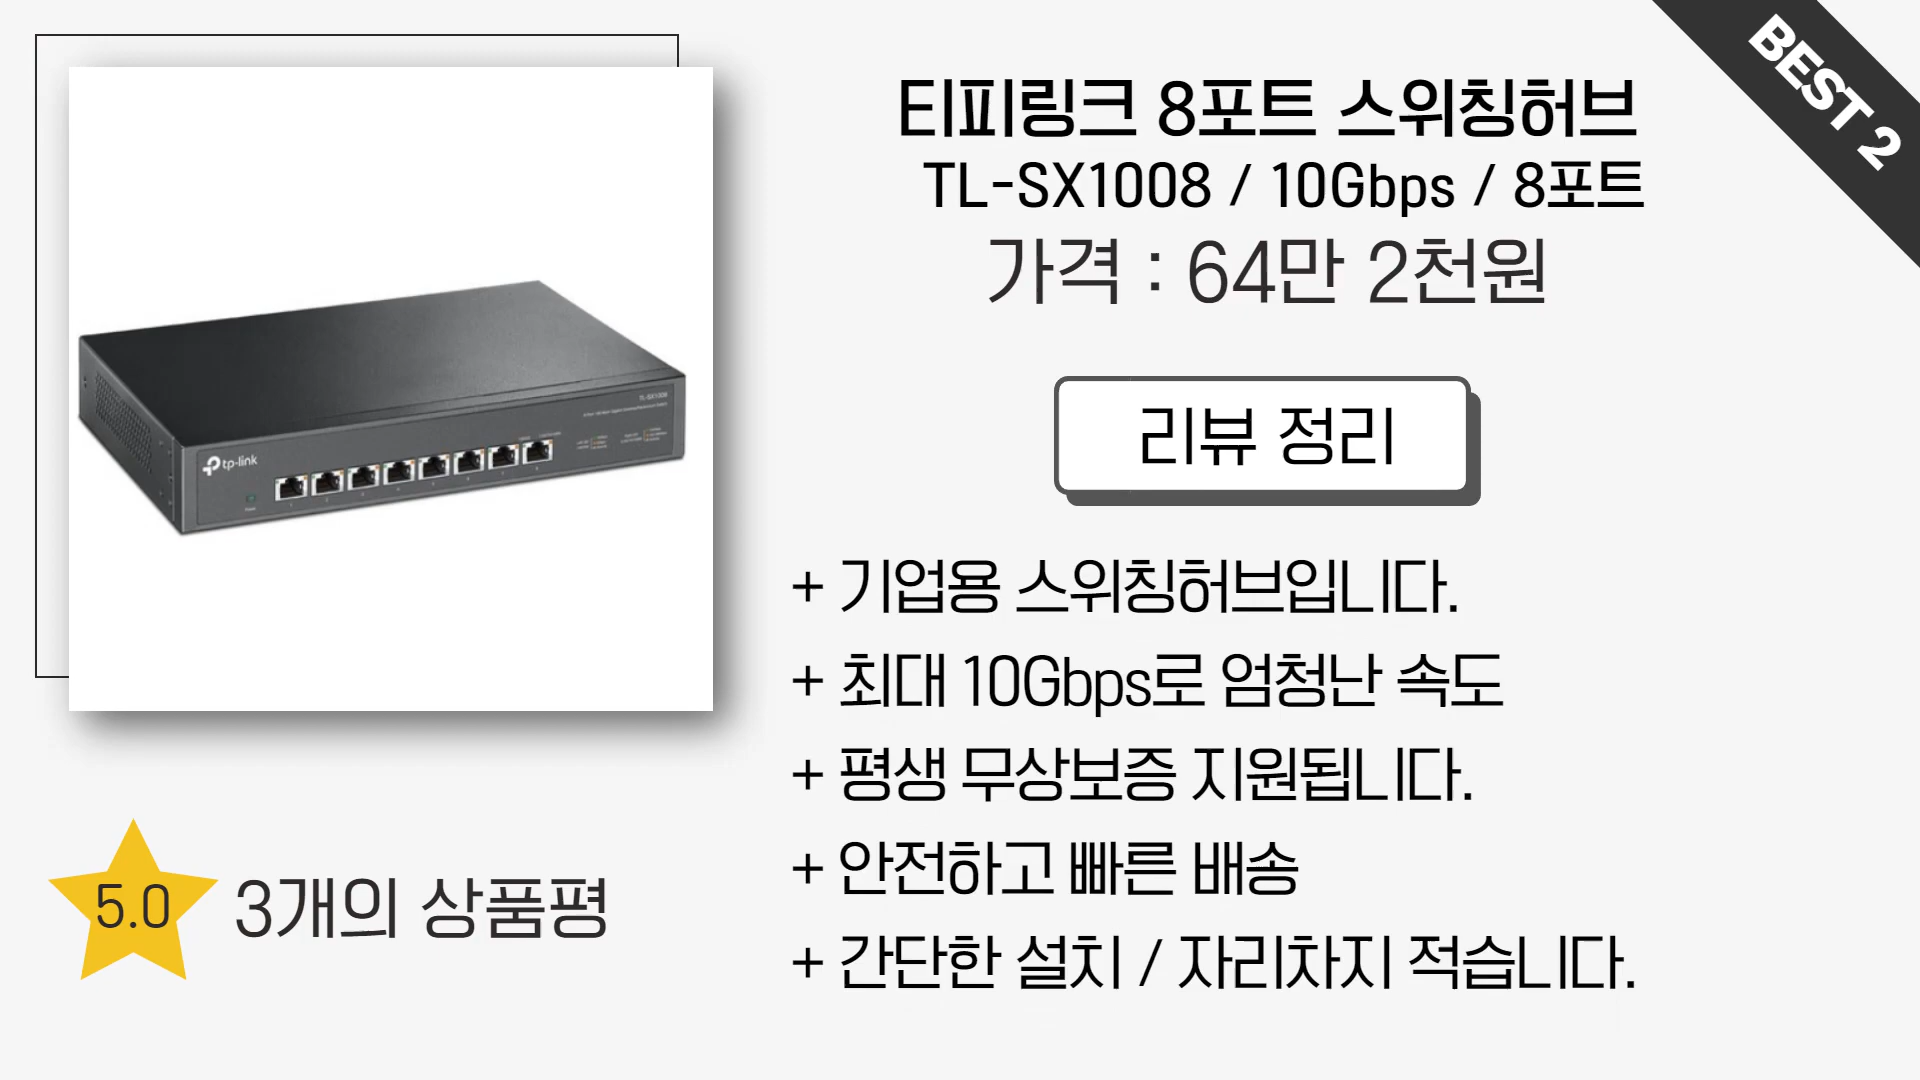 BEST 2
티피링크 8포트 스위칭허브
TL-SX1008 / 10Gbps / 8포트
가격 : 64만 2천원
리뷰 정리
+ 기업용 스위칭허브입니다.
+ 최대 10Gbps로 엄청난 속도
+ 평생 무상보증 지원됩니다.
+ 안전하고 빠른 배송
+ 간단한 설치 / 자리차지 적습니다.
tp-link
TL-SX1008
5.0
3개의 상품평